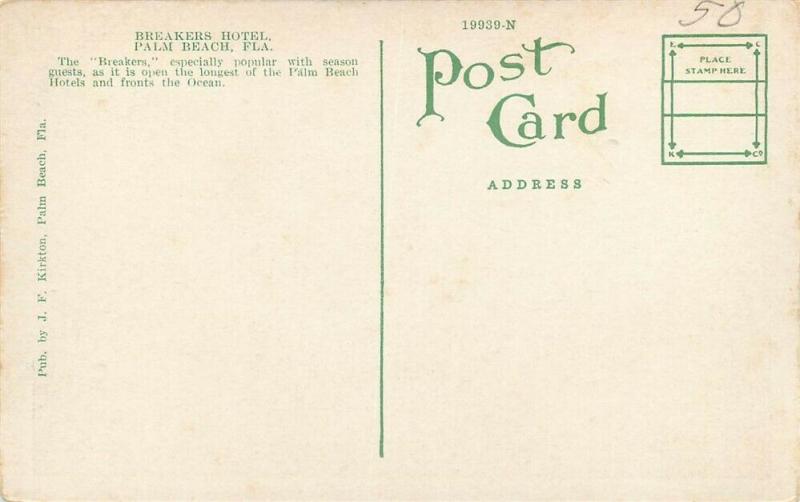 BREAKERS HOTEL,
PALM BEACH, FLA.
The "Breakers," especially popular with season
guests, as it is open the longest of the Palm Beach
Hotels and fronts the Ocean.
Pub. by J. F. Kirkton, Palm Beach, Fla.
19939-N
Post
Card
ADDRESS
58
E C
PLACE
STAMP HERE
K Co